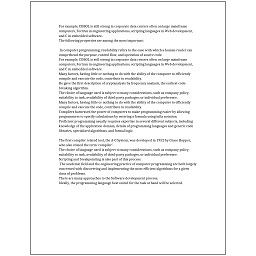 For example, COBOL is still strong in corporate data centers often on large mainframe
computers, Fortran in engineering applications, scripting languages in Web development,
and C in embedded software.
The following properties are among the most important:
In computer programming, readability refers to the ease with which a human reader can
comprehend the purpose, control flow, and operation of source code.
For example, COBOL is still strong in corporate data centers often on large mainframe
computers, Fortran in engineering applications, scripting languages in Web development,
and C in embedded software.
Many factors, having little or nothing to do with the ability of the computer to efficiently
compile and execute the code, contribute to readability.
He gave the first description of cryptanalysis by frequency analysis, the earliest code-
breaking algorithm.
The choice of language used is subject to many considerations, such as company policy,
suitability to task, availability of third-party packages, or individual preference.
Many factors, having little or nothing to do with the ability of the computer to efficiently
compile and execute the code, contribute to readability.
Compilers harnessed the power of computers to make programming easier by allowing
programmers to specify calculations by entering a formula using infix notation.
Proficient programming usually requires expertise in several different subjects, including
knowledge of the application domain, details of programming languages and generic code
libraries, specialized algorithms, and formal logic.
The first compiler related tool, the A-0 System, was developed in 1952 by Grace Hopper,
who also coined the term 'compiler'.
The choice of language used is subject to many considerations, such as company policy,
suitability to task, availability of third-party packages, or individual preference.
Scripting and breakpointing is also part of this process.
The academic field and the engineering practice of computer programming are both largely
concerned with discovering and implementing the most efficient algorithms for a given
class of problems.
There are many approaches to the Software development process.
Ideally, the programming language best suited for the task at hand will be selected.